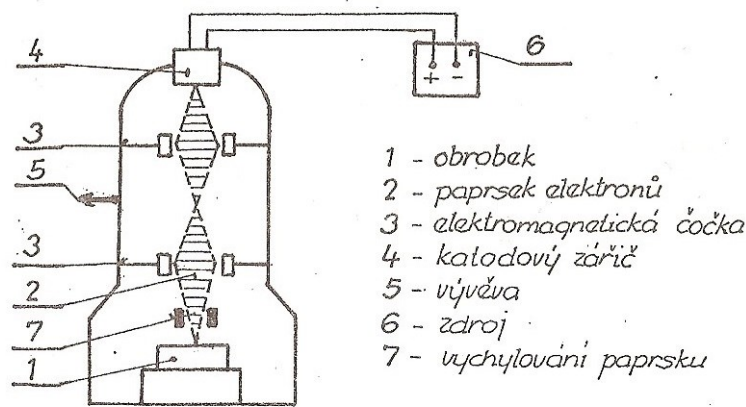 4
6
+ -
3
5
3
2
7
1
1 - obrobek
2 - paprsek elektronů
3 - elektromagnetická čočka
4 - katodový zářič
5 - vývěva
6 - zdroj
7 - vychylování paprsku